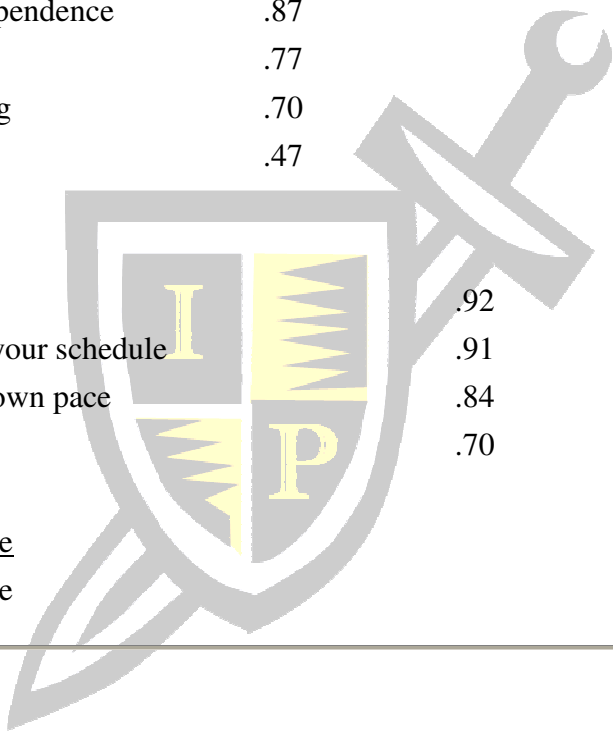 pendence .87
.77
g .70
.47
.92
your schedule .91
own pace .84
.70
e
e
I
P